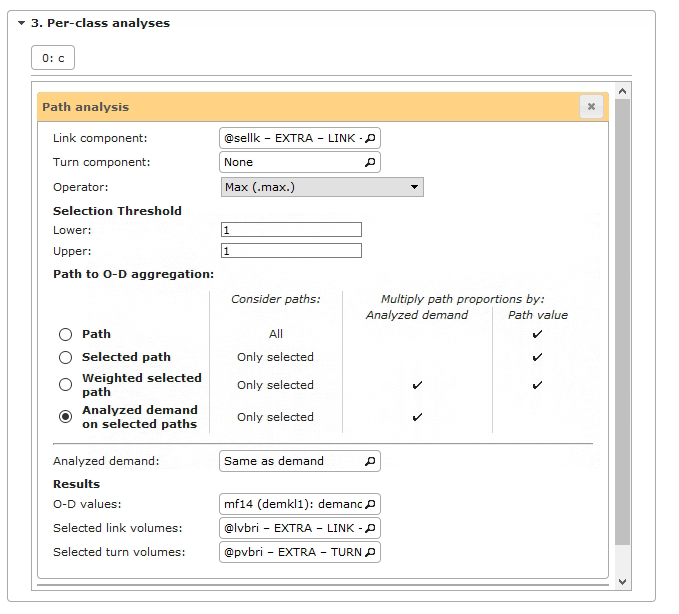 3. Per-class analyses
0: c
Path analysis
Link component:
@sellk – EXTRA – LINK -
Turn component:
None
Operator:
Max (.max.)
Selection Threshold
Lower:
1
Upper:
1
Path to O-D aggregation:
Consider paths:
Multiply path proportions by:
Analyzed demand
Path value
Path
All
✓
Selected path
Only selected
✓
Weighted selected
path
Only selected
✓
✓
Analyzed demand
on selected paths
Only selected
✓
Analyzed demand:
Same as demand
Results
O-D values:
mf14 (demkl1): demand
Selected link volumes:
@lvbri – EXTRA – LINK -
Selected turn volumes:
@pvbri – EXTRA – TURN